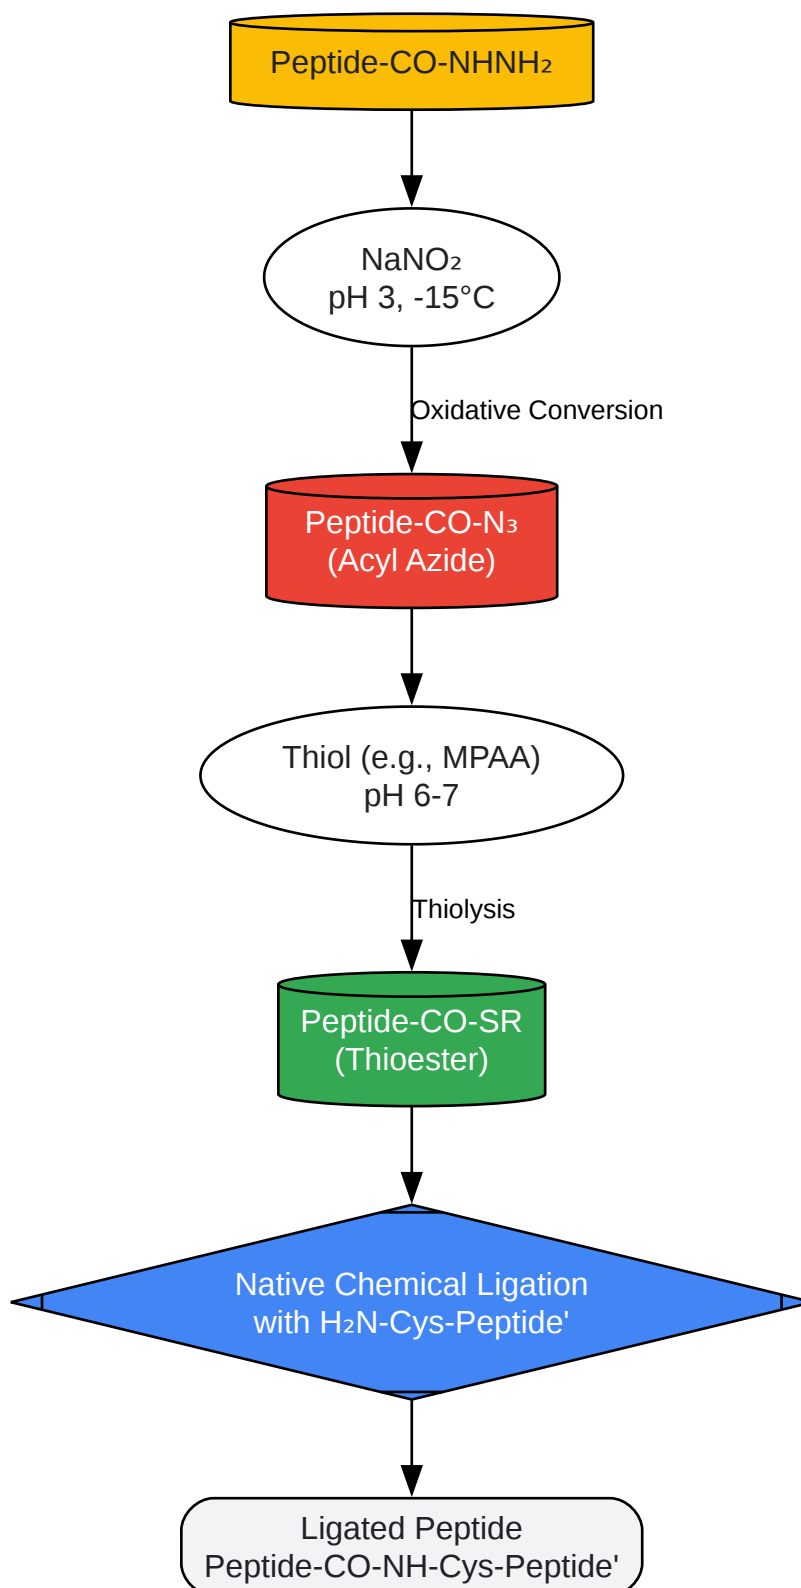 Peptide-CO-NHNH₂
NaNO₂
pH 3, -15°C
Oxidative Conversion
Peptide-CO-N₃
(Acyl Azide)
Thiol (e.g., MPAA)
pH 6-7
Thiolysis
Peptide-CO-SR
(Thioester)
Native Chemical Ligation
with H₂N-Cys-Peptide'
Ligated Peptide
Peptide-CO-NH-Cys-Peptide'